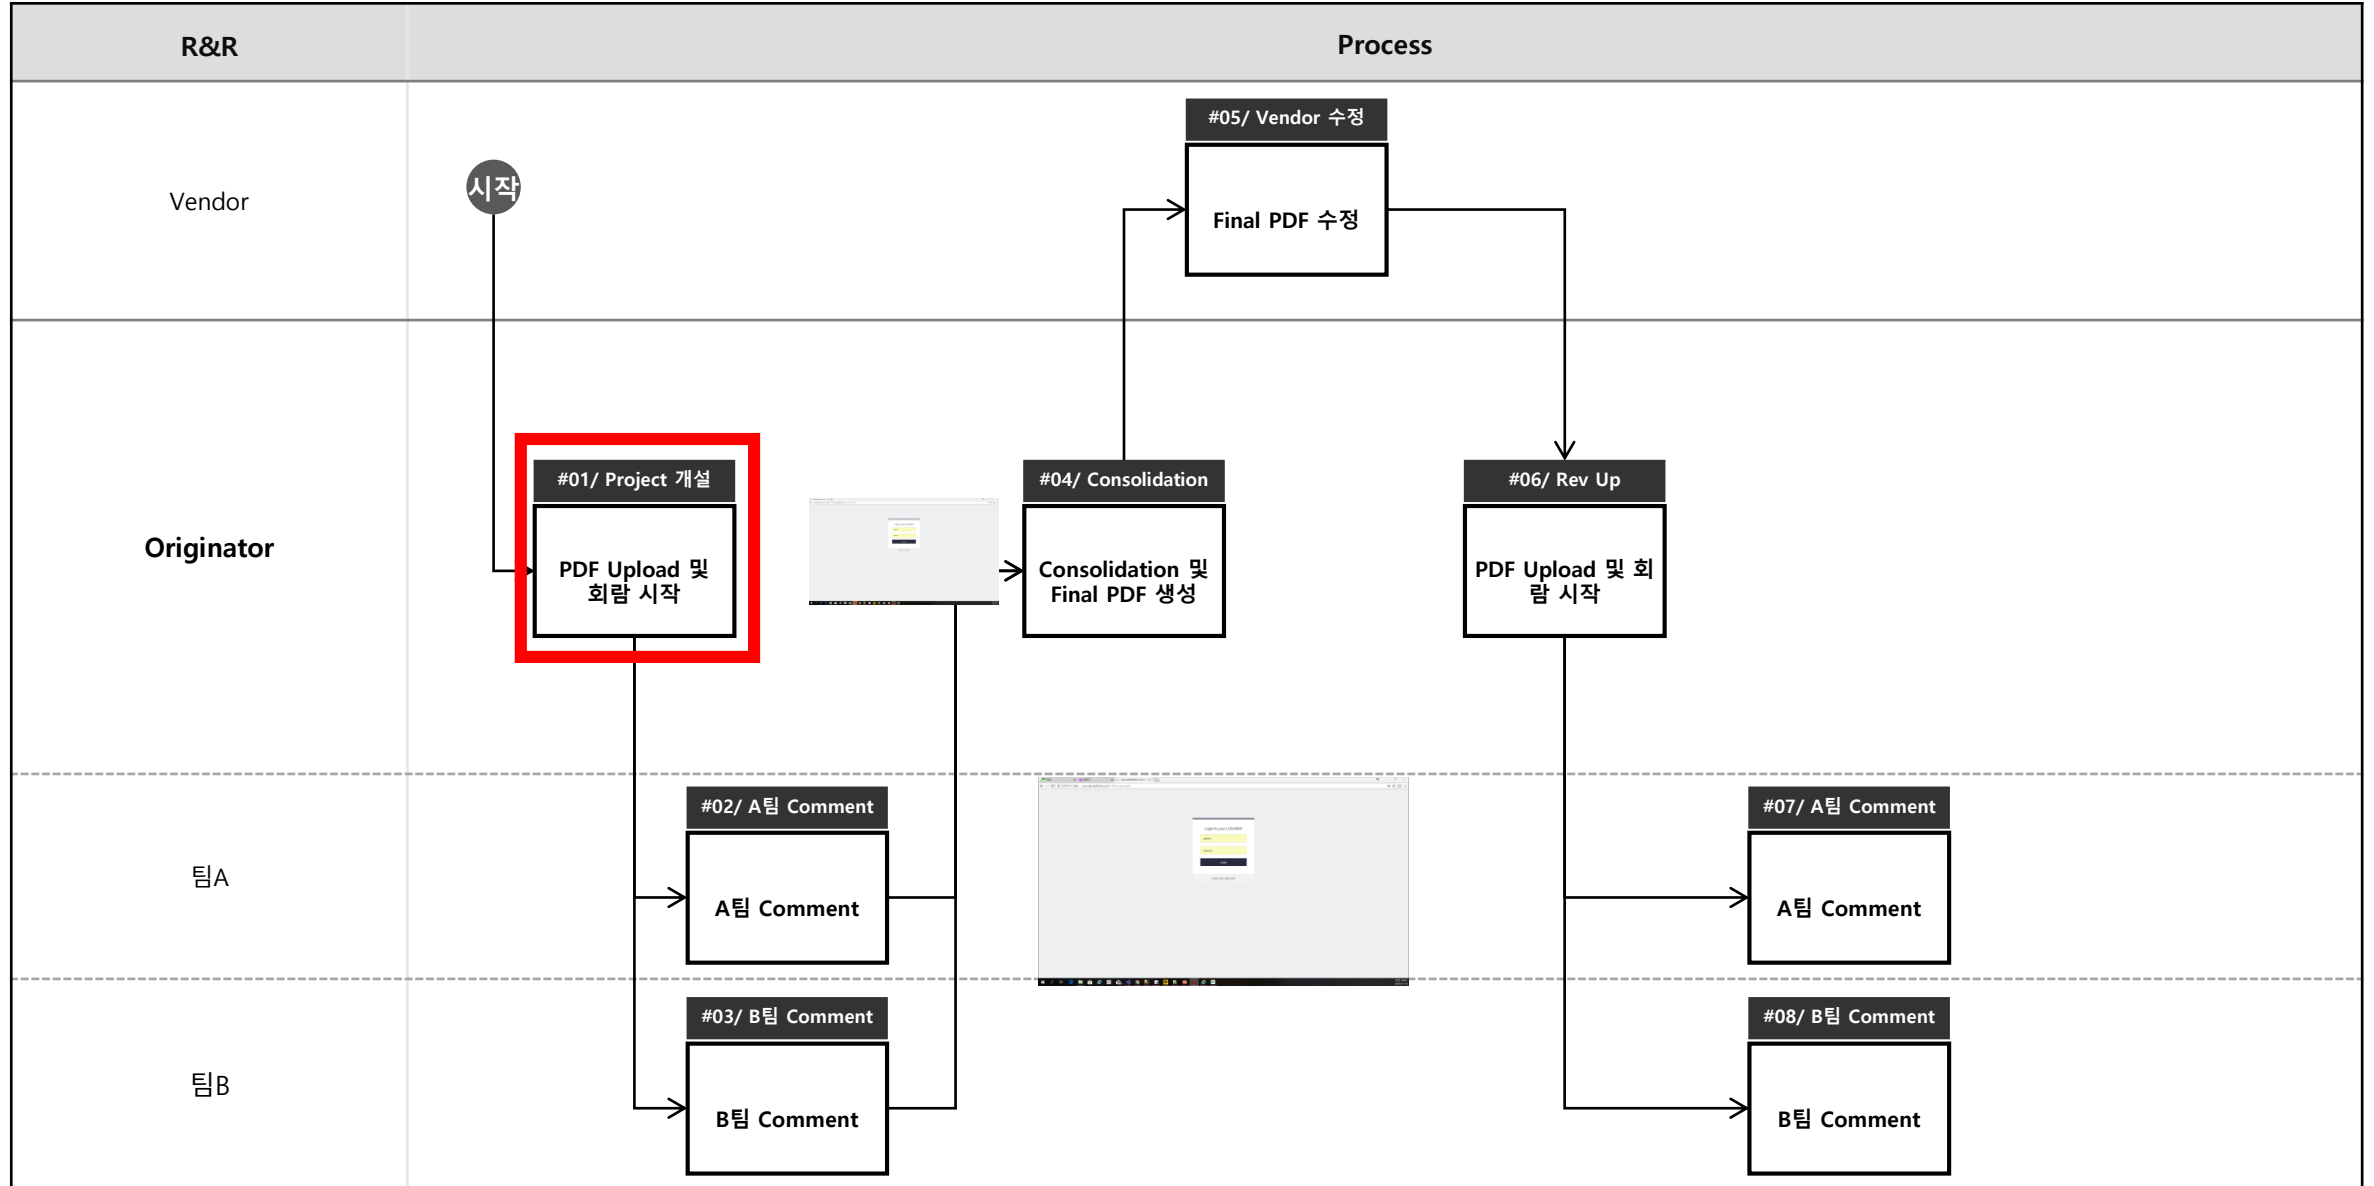 R&R
Process
#05/ Vendor 수정
Final PDF 수정
Vendor
시작
#01/ Project 개설
PDF Upload 및
회람 시작
#04/ Consolidation
Consolidation 및
Final PDF 생성
#06/ Rev Up
PDF Upload 및 회
람 시작
Originator
#02/ A팀 Comment
A팀 Comment
#07/ A팀 Comment
A팀 Comment
팀A
#03/ B팀 Comment
B팀 Comment
#08/ B팀 Comment
B팀 Comment
팀B